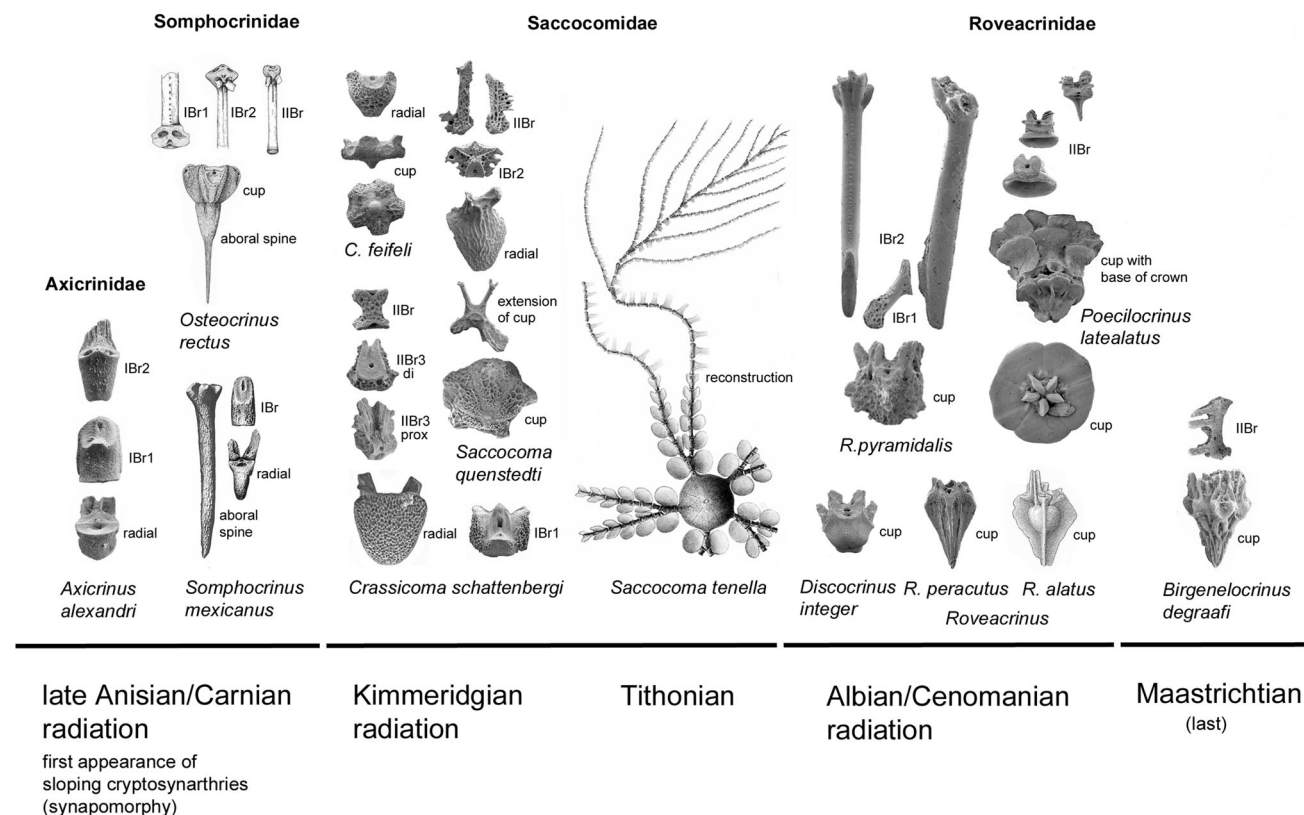 Somphocrinidae
IBr1
IBr2
IIBr
cup
aboral spine
Osteocrinus
rectus
Axicrinidae
IBr2
IBr1
radial
Axicrinus
alexandri
IBr
radial
aboral
spine
Somphocrinus
mexicanus
Saccocomidae
radial
cup
C. feifeli
IIBr
IBr2
radial
IIBr
IIBr3
di
IIBr3
prox
extension
of cup
cup
Saccocoma
quenstedti
radial
IBr1
Crassicoma schattenbergi
reconstruction
Saccocoma tenella
Roveacrinidae
IBr2
IBr1
cup
R.pyramidalis
IIBr
cup with
base of crown
Poecilocrinus
latealatus
cup
cup
Discocrinus
integer
cup
R. peracutus
cup
R. alatus
Roveacrinus
IIBr
cup
Birgenelocrinus
degraafi
late Anisian/Carnian
radiation
first appearance of
sloping cryptosynarthries
(synapomorphy)
Kimmeridgian
radiation
Tithonian
Albian/Cenomanian
radiation
Maastrichtian
(last)